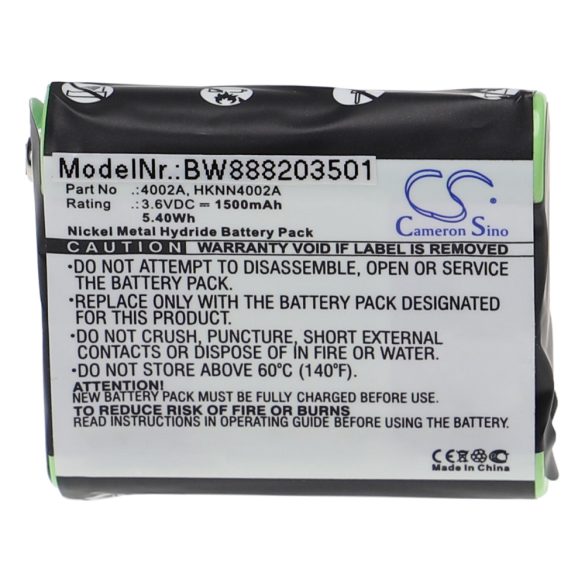 ModelNr.:BW888203501
P/No .:4002A, HKNN4002A
Rating :3.6VDC ⎓ 1500mAh
5.40Wh
Nickel Metal Hydride Battery Pack
CS
Cameron Sino
CAUTION WARRANTY VOID IF LABEL IS REMOVED
•DO NOT ATTEMPT TO DISASSEMBLE, OPEN OR SERVICE
THE BATTERY PACK.
•REPLACE ONLY WITH THE BATTERY PACK DESIGNATED
FOR THIS PRODUCT.
•DO NOT CRUSH, PUNCTURE, SHORT EXTERNAL
CONTACTS OR DISPOSE OF IN FIRE OR WATER.
•DO NOT STORE ABOVE 60°C (140°F).
ATTENTION!
NEW BATTERY PACK MUST BE FULLY CHARGED BEFORE USE.
TO REDUCE RISK OF FIRE OR BURNS
READ INSTRUCTIONS IN OPERATING GUIDE BEFORE USING THE BATTERY.
CE
Made In China